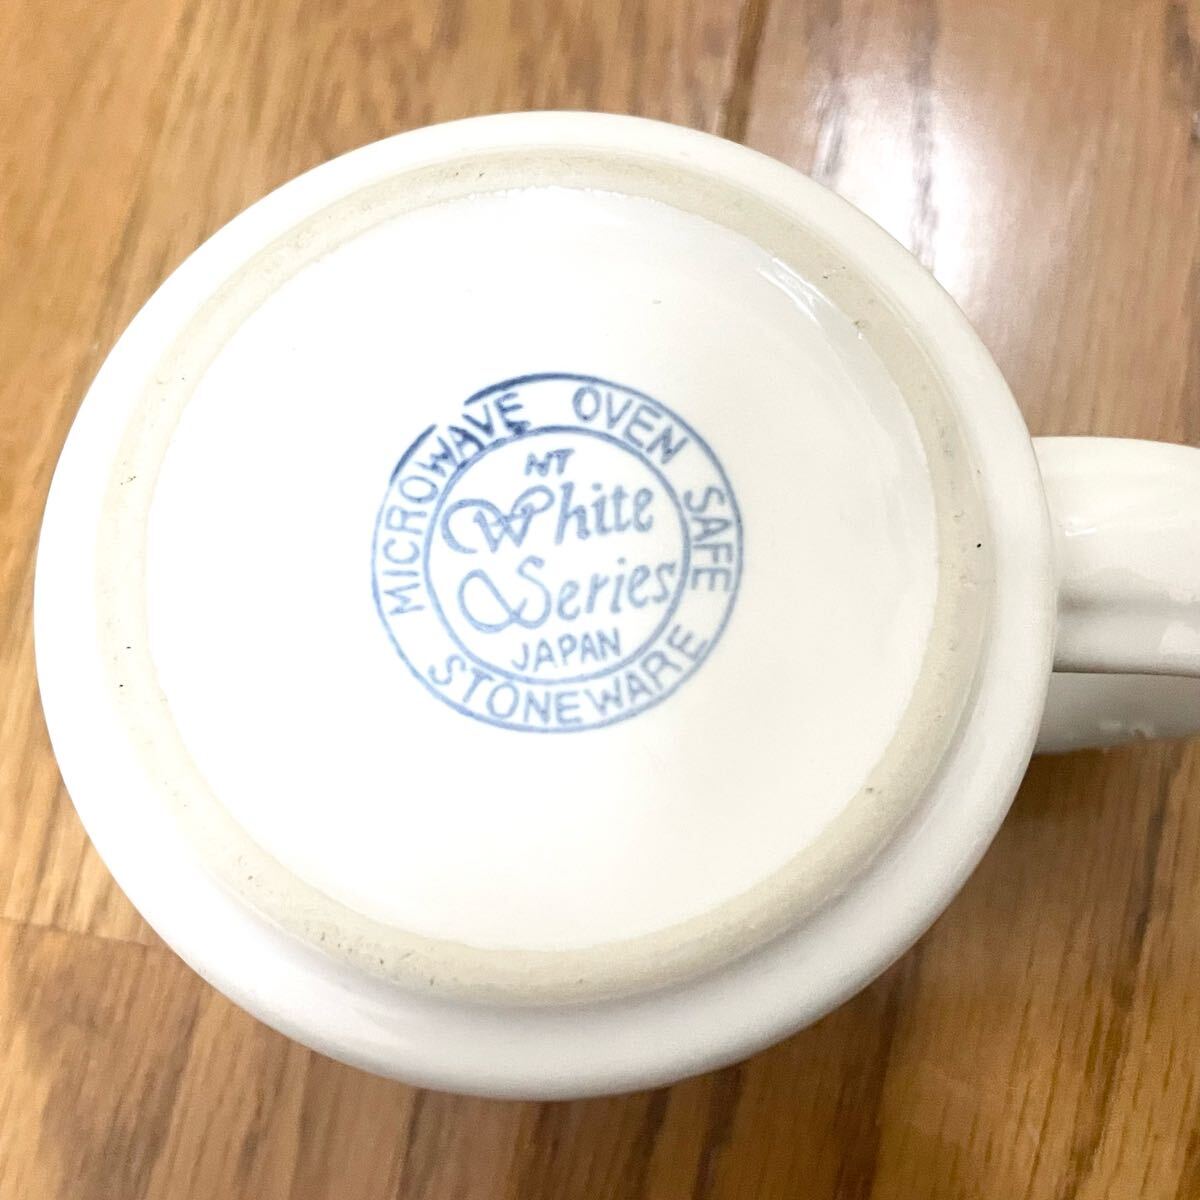 MICROWAVE OVEN SAFE
NT
White
Series
JAPAN
STONEWARE